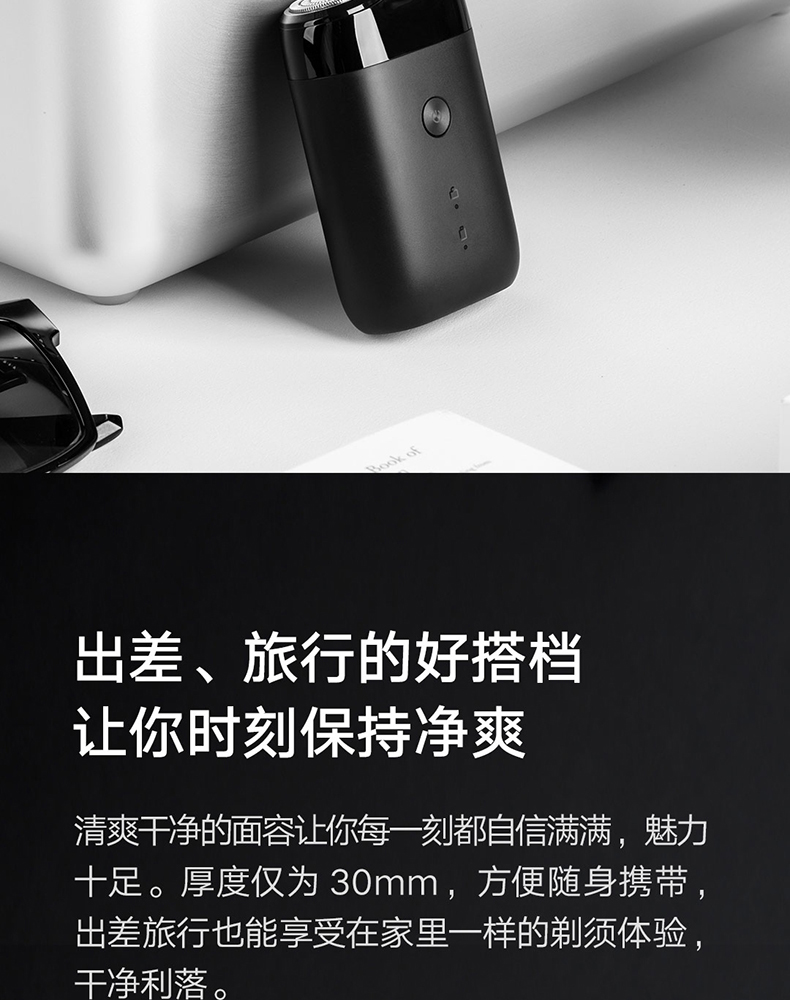 Book of
出差、旅行的好搭档
让你时刻保持净爽
清爽干净的面容让你每一刻都自信满满，魅力
十足。厚度仅为 30mm，方便随身携带，
出差旅行也能享受在家里一样的剃须体验，
干净利落。